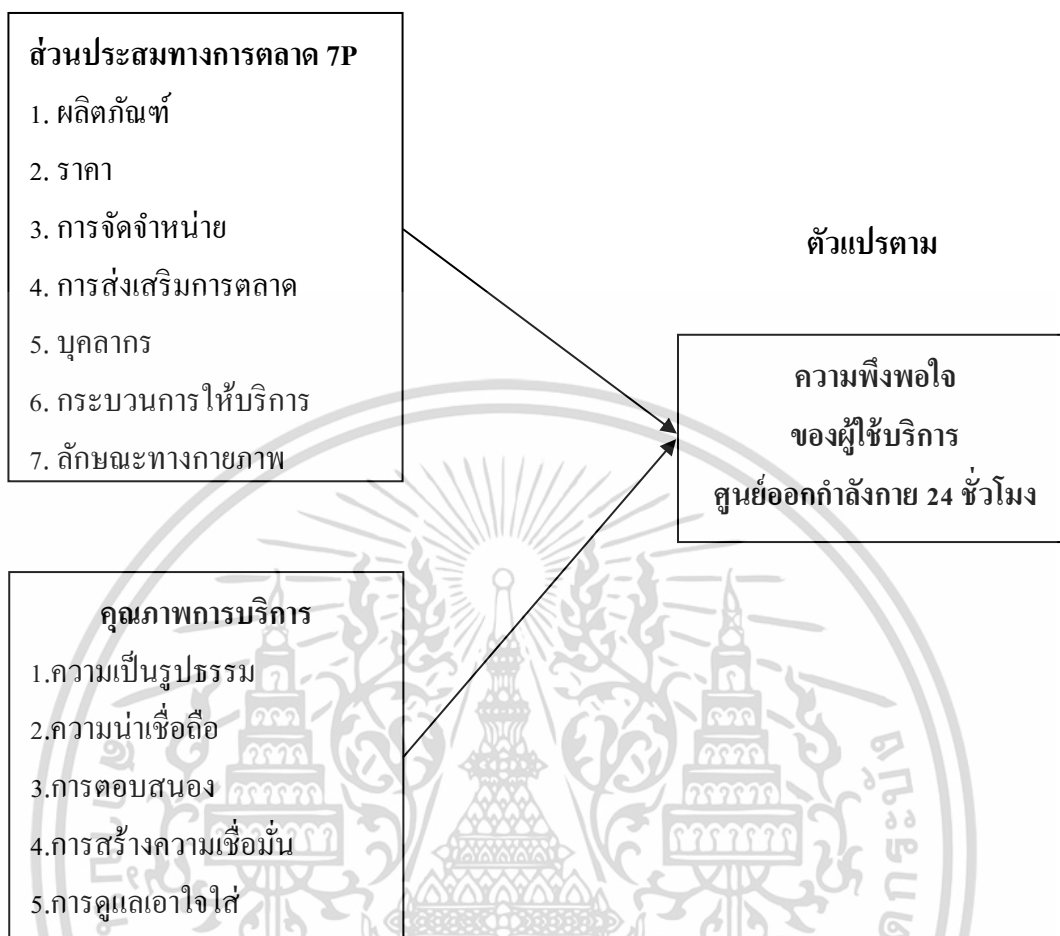 ส่วนประสมทางการตลาด 7P
1. ผลิตภัณฑ์
2. ราคา
3. การจัดจำหน่าย
4. การส่งเสริมการตลาด
5. บุคลากร
6. กระบวนการให้บริการ
7. ลักษณะทางกายภาพ
ตัวแปรตาม
ความพึงพอใจ
ของผู้ใช้บริการ
ศูนย์ออกกำลังกาย 24 ชั่วโมง
คุณภาพการบริการ
1.ความเป็นรูปธรรม
2.ความน่าเชื่อถือ
3.การตอบสนอง
4.การสร้างความเชื่อมั่น
5.การดูแลเอาใจใส่